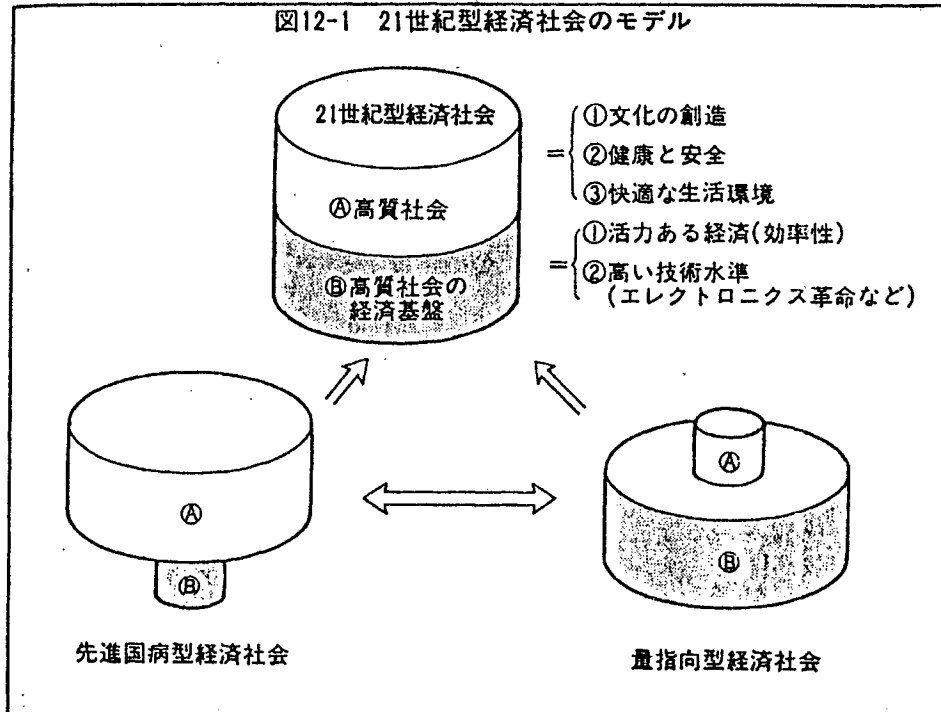 図12-1 21世紀型経済社会のモデル
21世紀型経済社会
Ⓐ高質社会
Ⓑ高質社会の
経済基盤
=
①文化の創造
②健康と安全
③快適な生活環境
=
①活力ある経済(効率性)
②高い技術水準
(エレクトロニクス革命など)
Ⓐ
Ⓑ
先進国病型経済社会
Ⓐ
Ⓑ
量指向型経済社会